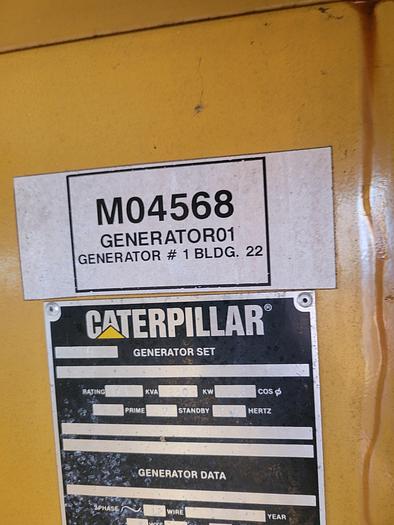 M04568
GENERATOR01
GENERATOR # 1 BLDG. 22
CATERPILLAR®
GENERATOR SET
RATING KVA KW COS Ø
PRIME STANDBY HERTZ
GENERATOR DATA
3PHASE WIRE YEAR